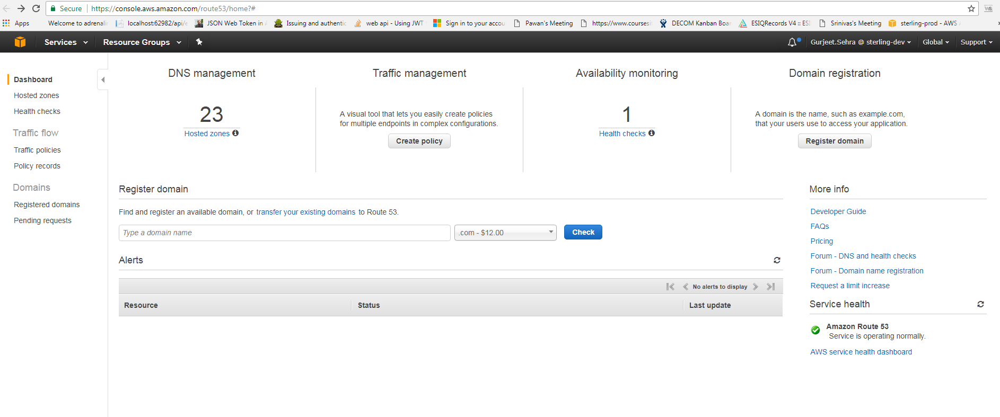 Secure https://console.aws.amazon.com/route53/home?#
Apps Welcome to adrenali localhost:62982/api/e JSON Web Token in Issuing and authentic web api - Using JWT Sign in to your accou Pawan's Meeting https://www.coursesi DECOM Kanban Boar ESIQRecords V4 :: ESI Srinivas's Meeting sterling-prod - AWS
Services Resource Groups Gurjeet.Sehra @ sterling-dev Global Support
Dashboard
Hosted zones
Health checks
Traffic flow
Traffic policies
Policy records
Domains
Registered domains
Pending requests
DNS management
23
Hosted zones
Traffic management
A visual tool that lets you easily create policies
for multiple endpoints in complex configurations.
Create policy
Availability monitoring
1
Health checks
Domain registration
A domain is the name, such as example.com,
that your users use to access your application.
Register domain
Register domain
Find and register an available domain, or transfer your existing domains to Route 53.
Type a domain name .com - $12.00 Check
Alerts
No alerts to display
Resource Status Last update
More info
Developer Guide
FAQs
Pricing
Forum - DNS and health checks
Forum - Domain name registration
Request a limit increase
Service health
Amazon Route 53
Service is operating normally.
AWS service health dashboard